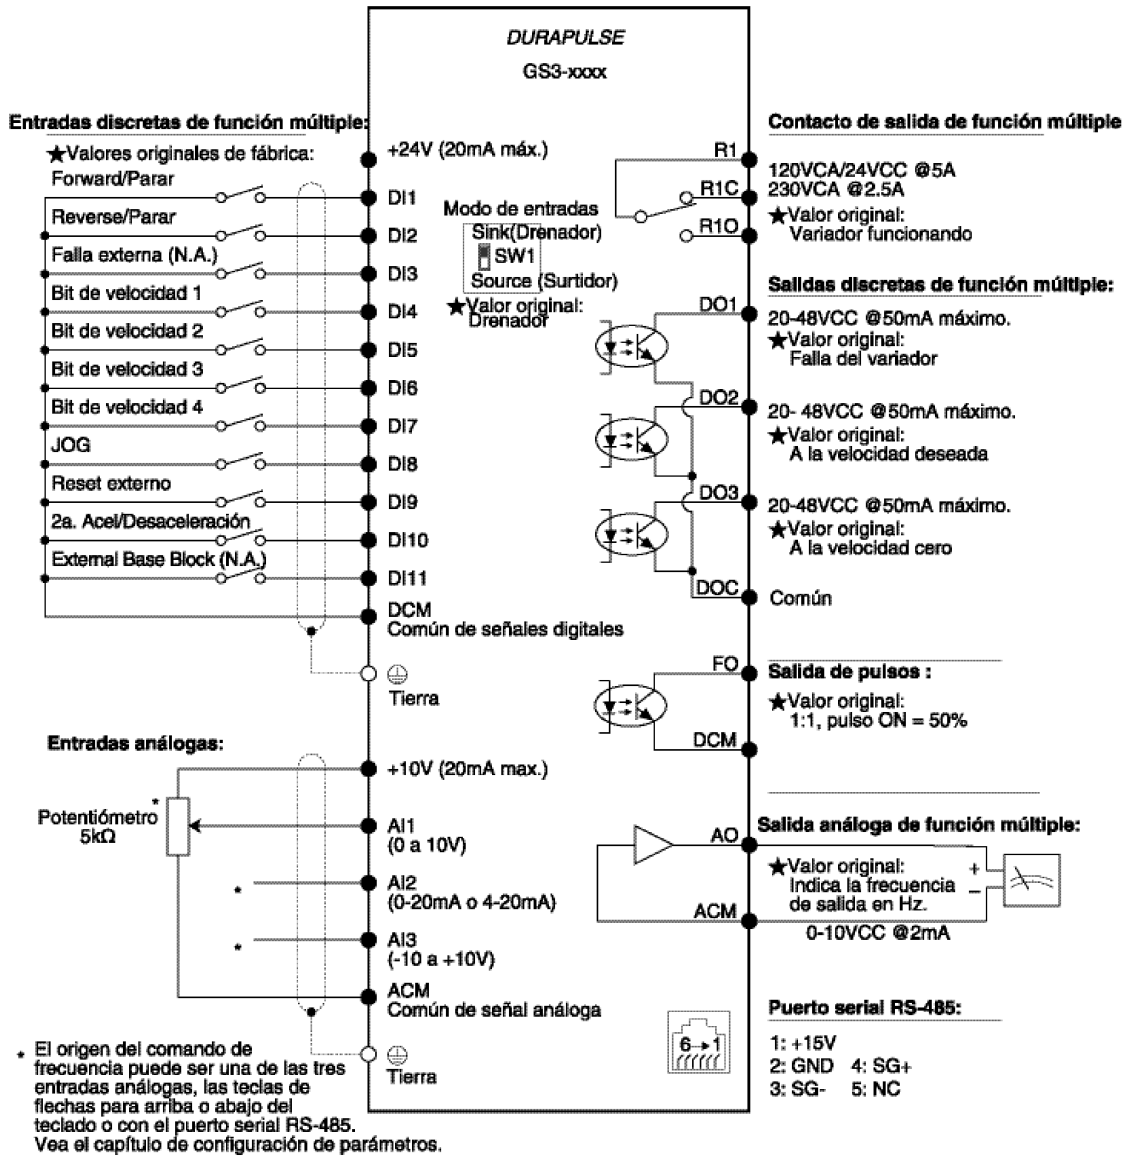 DURAPULSE
GS3-xxxx
Entradas discretas de función múltiple:
★Valores originales de fábrica:
Forward/Parar
Reverse/Parar
Falla externa (N.A.)
Bit de velocidad 1
Bit de velocidad 2
Bit de velocidad 3
Bit de velocidad 4
JOG
Reset externo
2a. Acel/Desaceleración
External Base Block (N.A.)
+24V (20mA máx.)
DI1
DI2
DI3
DI4
DI5
DI6
DI7
DI8
DI9
DI10
DI11
DCM
Común de señales digitales
Tierra
Modo de entradas
Sink(Drenador)
SW1
Source (Surtidor)
★Valor original:
Drenador
Entradas análogas:
Potentiómetro *
5kΩ
+10V (20mA max.)
AI1
(0 a 10V)
* AI2
(0-20mA o 4-20mA)
* AI3
(-10 a +10V)
ACM
Común de señal análoga
Tierra
* El origen del comando de
frecuencia puede ser una de las tres
entradas análogas, las teclas de
flechas para arriba o abajo del
teclado o con el puerto serial RS-485.
Vea el capítulo de configuración de parámetros.
Contacto de salida de función múltiple
R1
R1C
R1O
120VCA/24VCC @5A
230VCA @2.5A
★Valor original:
Variador funcionando
Salidas discretas de función múltiple:
DO1
20-48VCC @50mA máximo.
★Valor original:
Falla del variador
DO2
20- 48VCC @50mA máximo.
★Valor original:
A la velocidad deseada
DO3
20-48VCC @50mA máximo.
★Valor original:
A la velocidad cero
DOC
Común
FO
Salida de pulsos :
★Valor original:
1:1, pulso ON = 50%
DCM
Salida análoga de función múltiple:
AO
★Valor original:
Indica la frecuencia
de salida en Hz.
+
−
ACM
0-10VCC @2mA
Puerto serial RS-485:
6→1
1: +15V
2: GND 4: SG+
3: SG- 5: NC